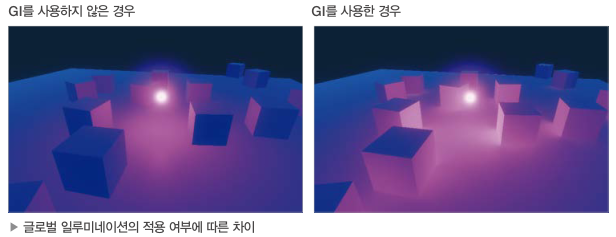 GI를 사용하지 않은 경우
GI를 사용한 경우
▶ 글로벌 일루미네이션의 적용 여부에 따른 차이